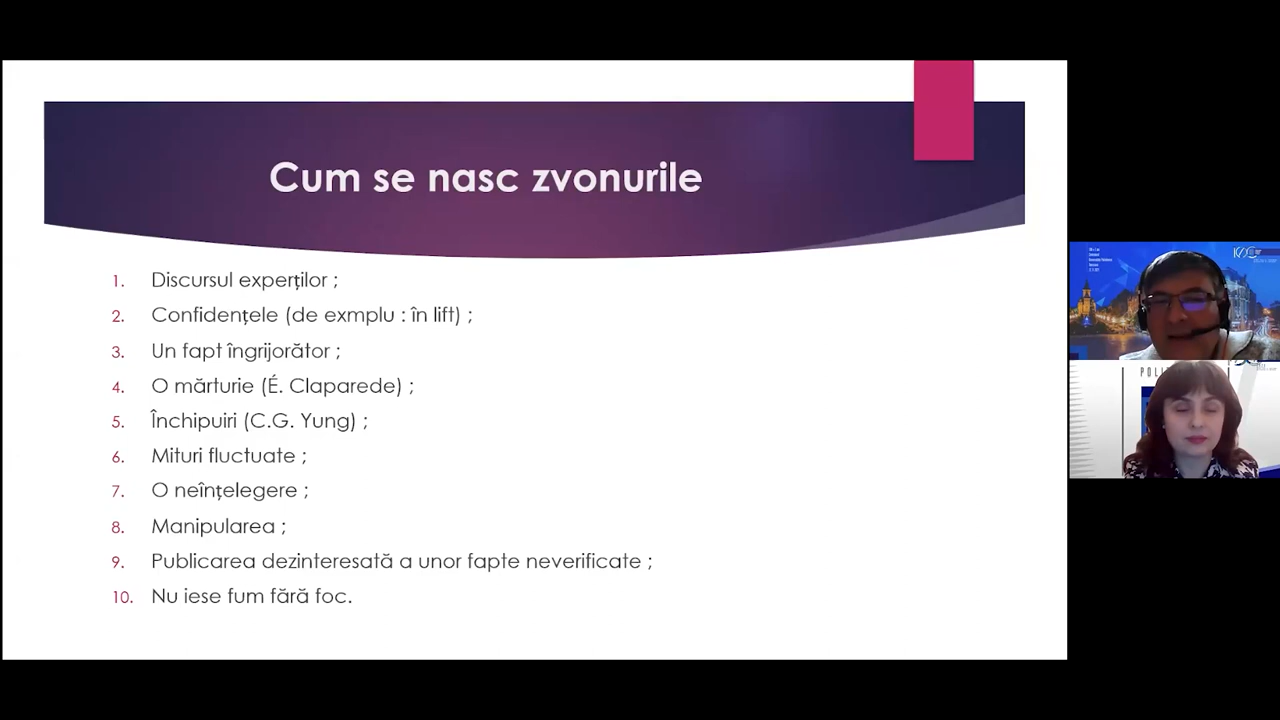 Cum se nasc zvonurile
1. Discursul experților ;
2. Confidențele (de exmplu : în lift) ;
3. Un fapt îngrijorător ;
4. O mărturie (É. Claparede) ;
5. Închipuiri (C.G. Yung) ;
6. Mituri fluctuate ;
7. O neînțelegere ;
8. Manipularea ;
9. Publicarea dezinteresată a unor fapte neverificate ;
10. Nu iese fum fără foc.